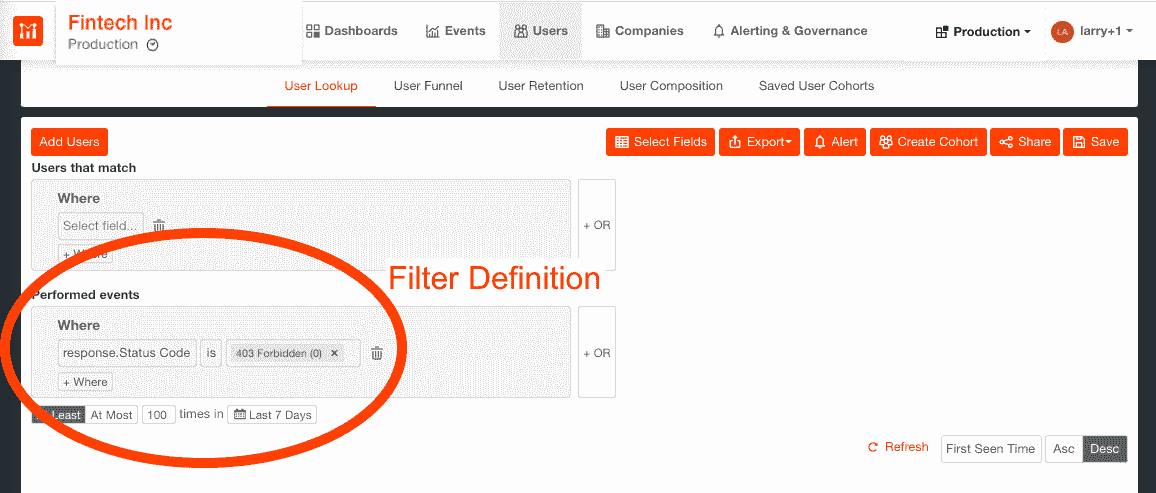 Fintech Inc
Production
Dashboards Events Users Companies Alerting & Governance Production LA larry+1
User Lookup User Funnel User Retention User Composition Saved User Cohorts
Add Users Select Fields Export Alert Create Cohort Share Save
Users that match
Where
Select field...
+ OR
+ Where
Filter Definition
Performed events
Where
response.Status Code is 403 Forbidden (0) ×
+ OR
+ Where
Least At Most 100 times in Last 7 Days
Refresh First Seen Time Asc Desc